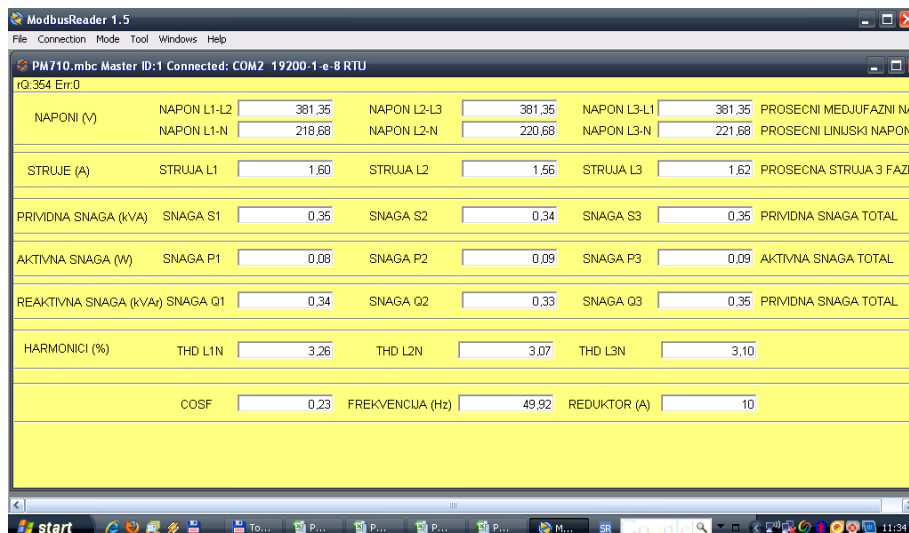 ModbusReader 1.5
File Connection Mode Tool Windows Help
PM710.mbc Master ID:1 Connected: COM2 19200-1-e-8 RTU
rQ:354 Err:0
NAPONI (V) NAPON L1-L2 381,35 NAPON L2-L3 381,35 NAPON L3-L1 381,35 PROSECNI MEDJUFAZNI
NAPON L1-N 218,68 NAPON L2-N 220,68 NAPON L3-N 221,68 PROSECNI LINIJSKI NAPON
STRUJE (A) STRUJA L1 1,60 STRUJA L2 1,56 STRUJA L3 1,62 PROSECNA STRUJA 3 FAZ
PRIVIDNA SNAGA (kVA) SNAGA S1 0,35 SNAGA S2 0,34 SNAGA S3 0,35 PRIVIDNA SNAGA TOTAL
AKTIVNA SNAGA (W) SNAGA P1 0,08 SNAGA P2 0,09 SNAGA P3 0,09 AKTIVNA SNAGA TOTAL
REAKTIVNA SNAGA (kVAr) SNAGA Q1 0,34 SNAGA Q2 0,33 SNAGA Q3 0,35 PRIVIDNA SNAGA TOTAL
HARMONICI (%) THD L1N 3,26 THD L2N 3,07 THD L3N 3,10
COSF 0,23 FREKVENCIJA (Hz) 49,92 REDUKTOR (A) 10
start To... P... P... P... P... M... SR Google 11:34